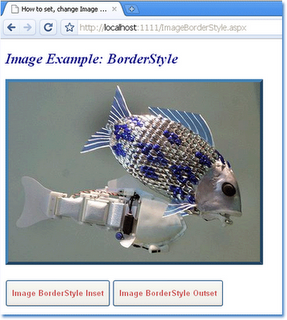 How to set, change Image ...
http://localhost:1111/ImageBorderStyle.aspx
Image Example: BorderStyle
Image BorderStyle Inset
Image BorderStyle Outset